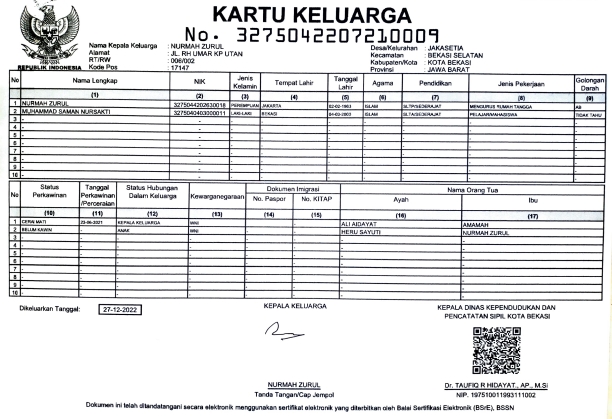 KARTU KELUARGA
No. 3275042207210009
REPUBLIK INDONESIA
Nama Kepala Keluarga : NURMAH ZURUL
Alamat : JL. RH UMAR KP UTAN
RT/RW : 006/002
Kode Pos : 17147
Desa/Kelurahan : JAKASETIA
Kecamatan : BEKASI SELATAN
Kabupaten/Kota : KOTA BEKASI
Provinsi : JAWA BARAT
No Nama Lengkap NIK Jenis Kelamin Tempat Lahir Tanggal Lahir Agama Pendidikan Jenis Pekerjaan Golongan Darah
(1) (2) (3) (4) (5) (6) (7) (8) (9)
1 NURMAH ZURUL 3275044202630018 PEREMPUAN JAKARTA 02-02-1963 ISLAM SLTP/SEDERAJAT MENGURUS RUMAH TANGGA AB
2 MUHAMMAD SAMAN NURSAKTI 3275040403000011 LAKI-LAKI BEKASI ISLAM SLTA/SEDERAJAT PELAJAR/MAHASISWA TIDAK TAHU
3 - -
4 - -
5 - -
6 - -
7 - -
8 - -
9 - -
10 - -
No Status Perkawinan Tanggal Perkawinan /Perceraian Status Hubungan Dalam Keluarga Kewarganegaraan Dokumen Imigrasi Nama Orang Tua
No. Paspor No. KITAP Ayah Ibu
(10) (11) (12) (13) (14) (15) (16) (17)
1 CERAI MATI 23-06-2021 KEPALA KELUARGA WNI ALI AIDAYAT AMAMAH
2 BELUM KAWIN ANAK WNI HERU SAYUTI NURMAH ZURUL
3 -
4 -
5 -
6 -
7 -
8 -
9 -
10 -
Dikeluarkan Tanggal: 27-12-2022
KEPALA KELUARGA
NURMAH ZURUL
Tanda Tangan/Cap Jempol
KEPALA DINAS KEPENDUDUKAN DAN
PENCATATAN SIPIL KOTA BEKASI
Dr. TAUFIQ R HIDAYAT., AP., M.Si
NIP. 197510011993111002
Dokumen ini telah ditandatangani secara elektronik menggunakan sertifikat elektronik yang diterbitkan oleh Balai Sertifikasi Elektronik (BSrE), BSSN